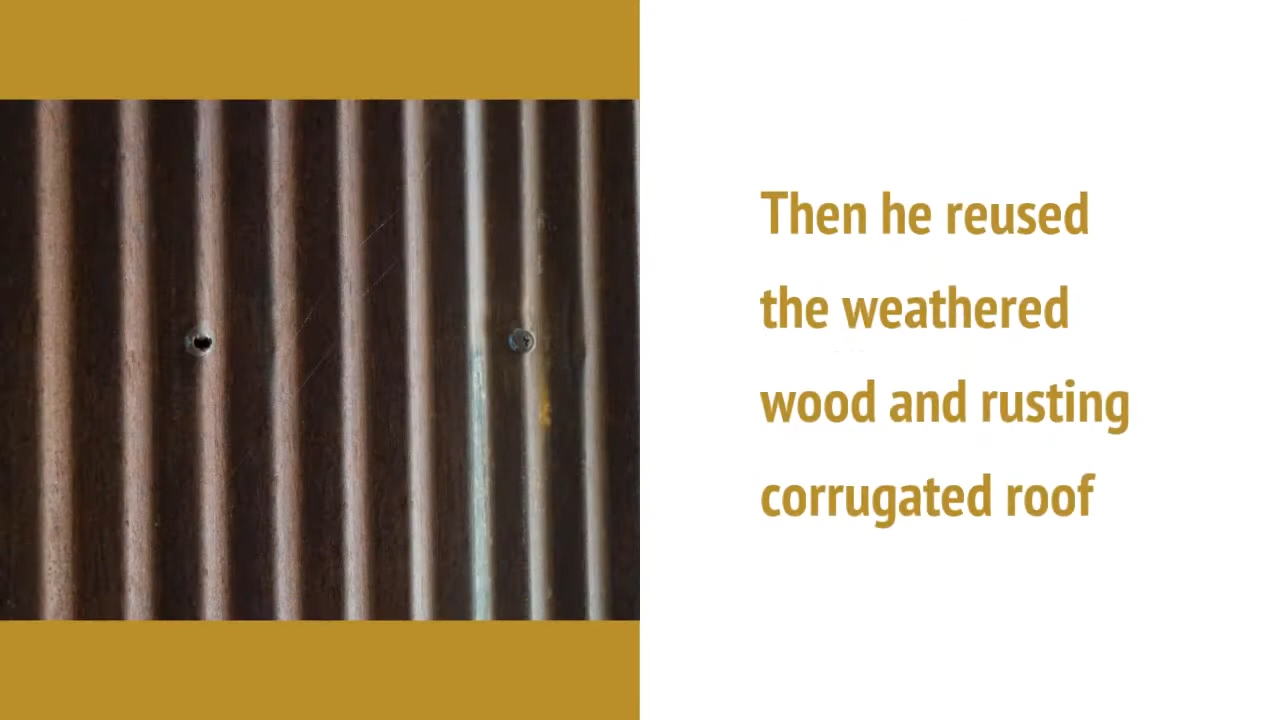 Then he reused
the weathered
wood and rusting
corrugated roof